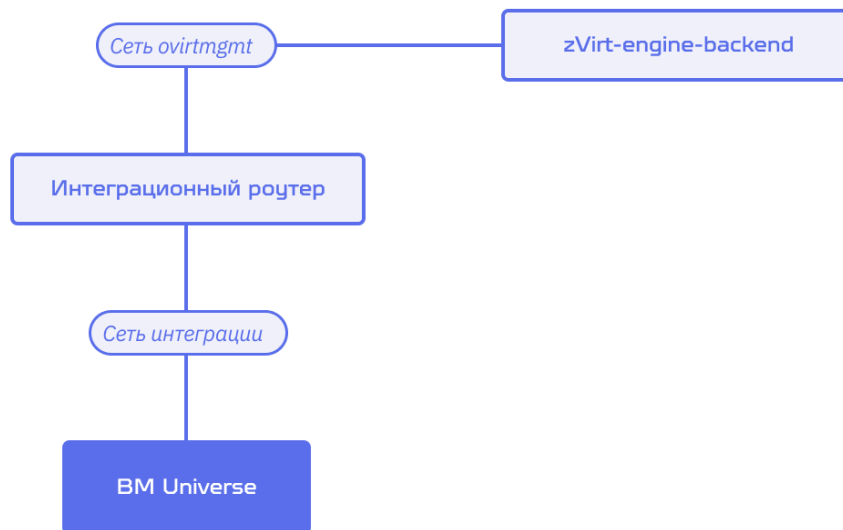 Сеть ovirtmgmt
zVirt-engine-backend
Интеграционный роутер
Сеть интеграции
BM Universe